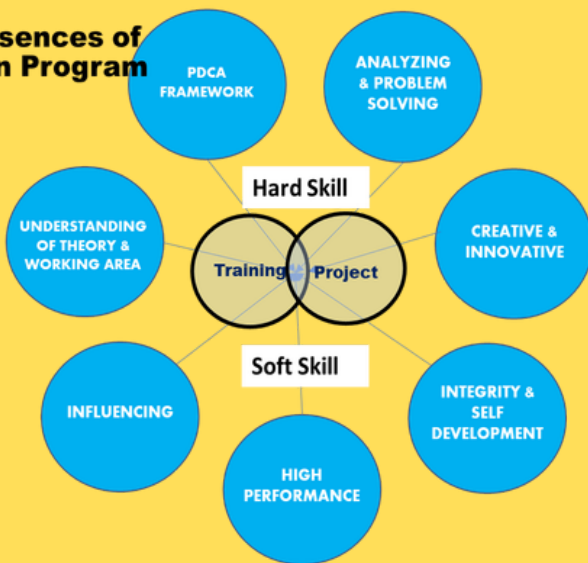 sences of
n Program
PDCA
FRAMEWORK
ANALYZING
& PROBLEM
SOLVING
Hard Skill
UNDERSTANDING
OF THEORY &
WORKING AREA
Training
Project
CREATIVE &
INNOVATIVE
Soft Skill
INFLUENCING
INTEGRITY &
SELF
DEVELOPMENT
HIGH
PERFORMANCE